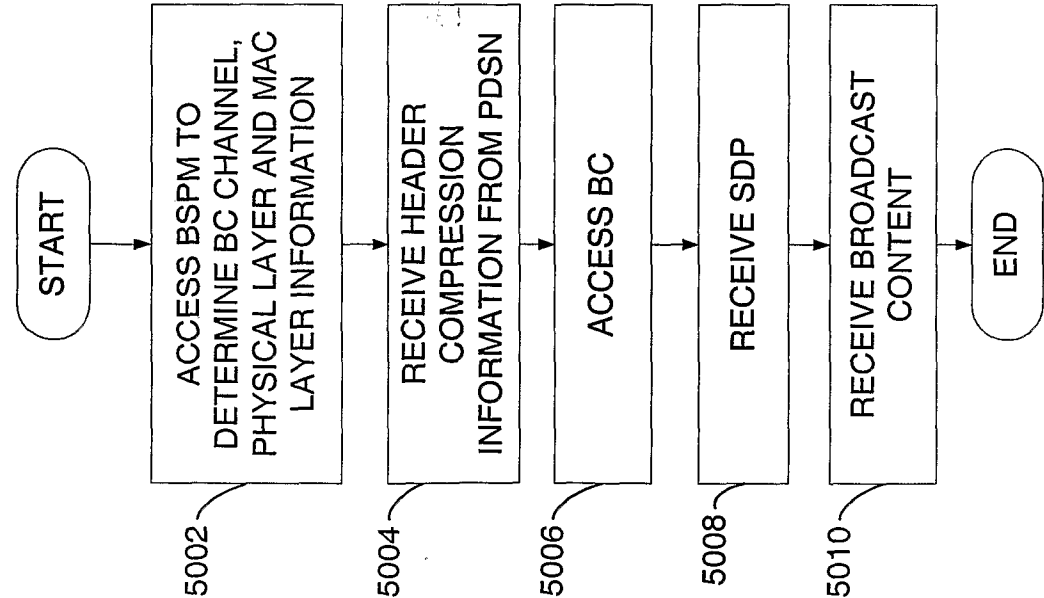 START
ACCESS BSPM TO
DETERMINE BC CHANNEL,
PHYSICAL LAYER AND MAC
LAYER INFORMATION
5002
RECEIVE HEADER
COMPRESSION
INFORMATION FROM PDSN
5004
ACCESS BC
5006
RECEIVE SDP
5008
RECEIVE BROADCAST
CONTENT
5010
END